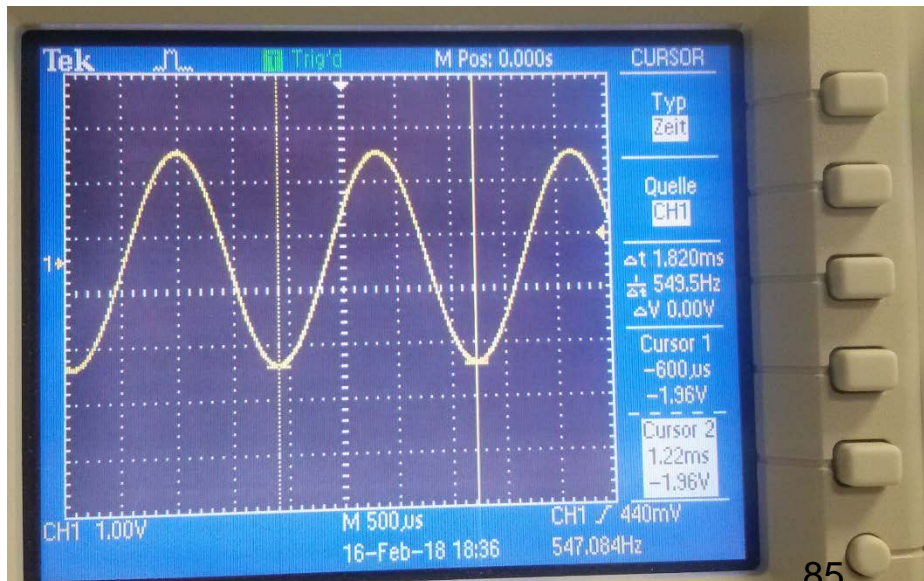 Tek Trig'd M Pos: 0.000s CURSOR
Typ
Zeit
Quelle
CH1
1
Δt 1.820ms
1/Δt 549.5Hz
ΔV 0.00V
Cursor 1
-600µs
-1.96V
Cursor 2
1.22ms
-1.96V
CH1 1.00V M 500µs CH1 / 440mV
16-Feb-18 18:36 547.084Hz
85